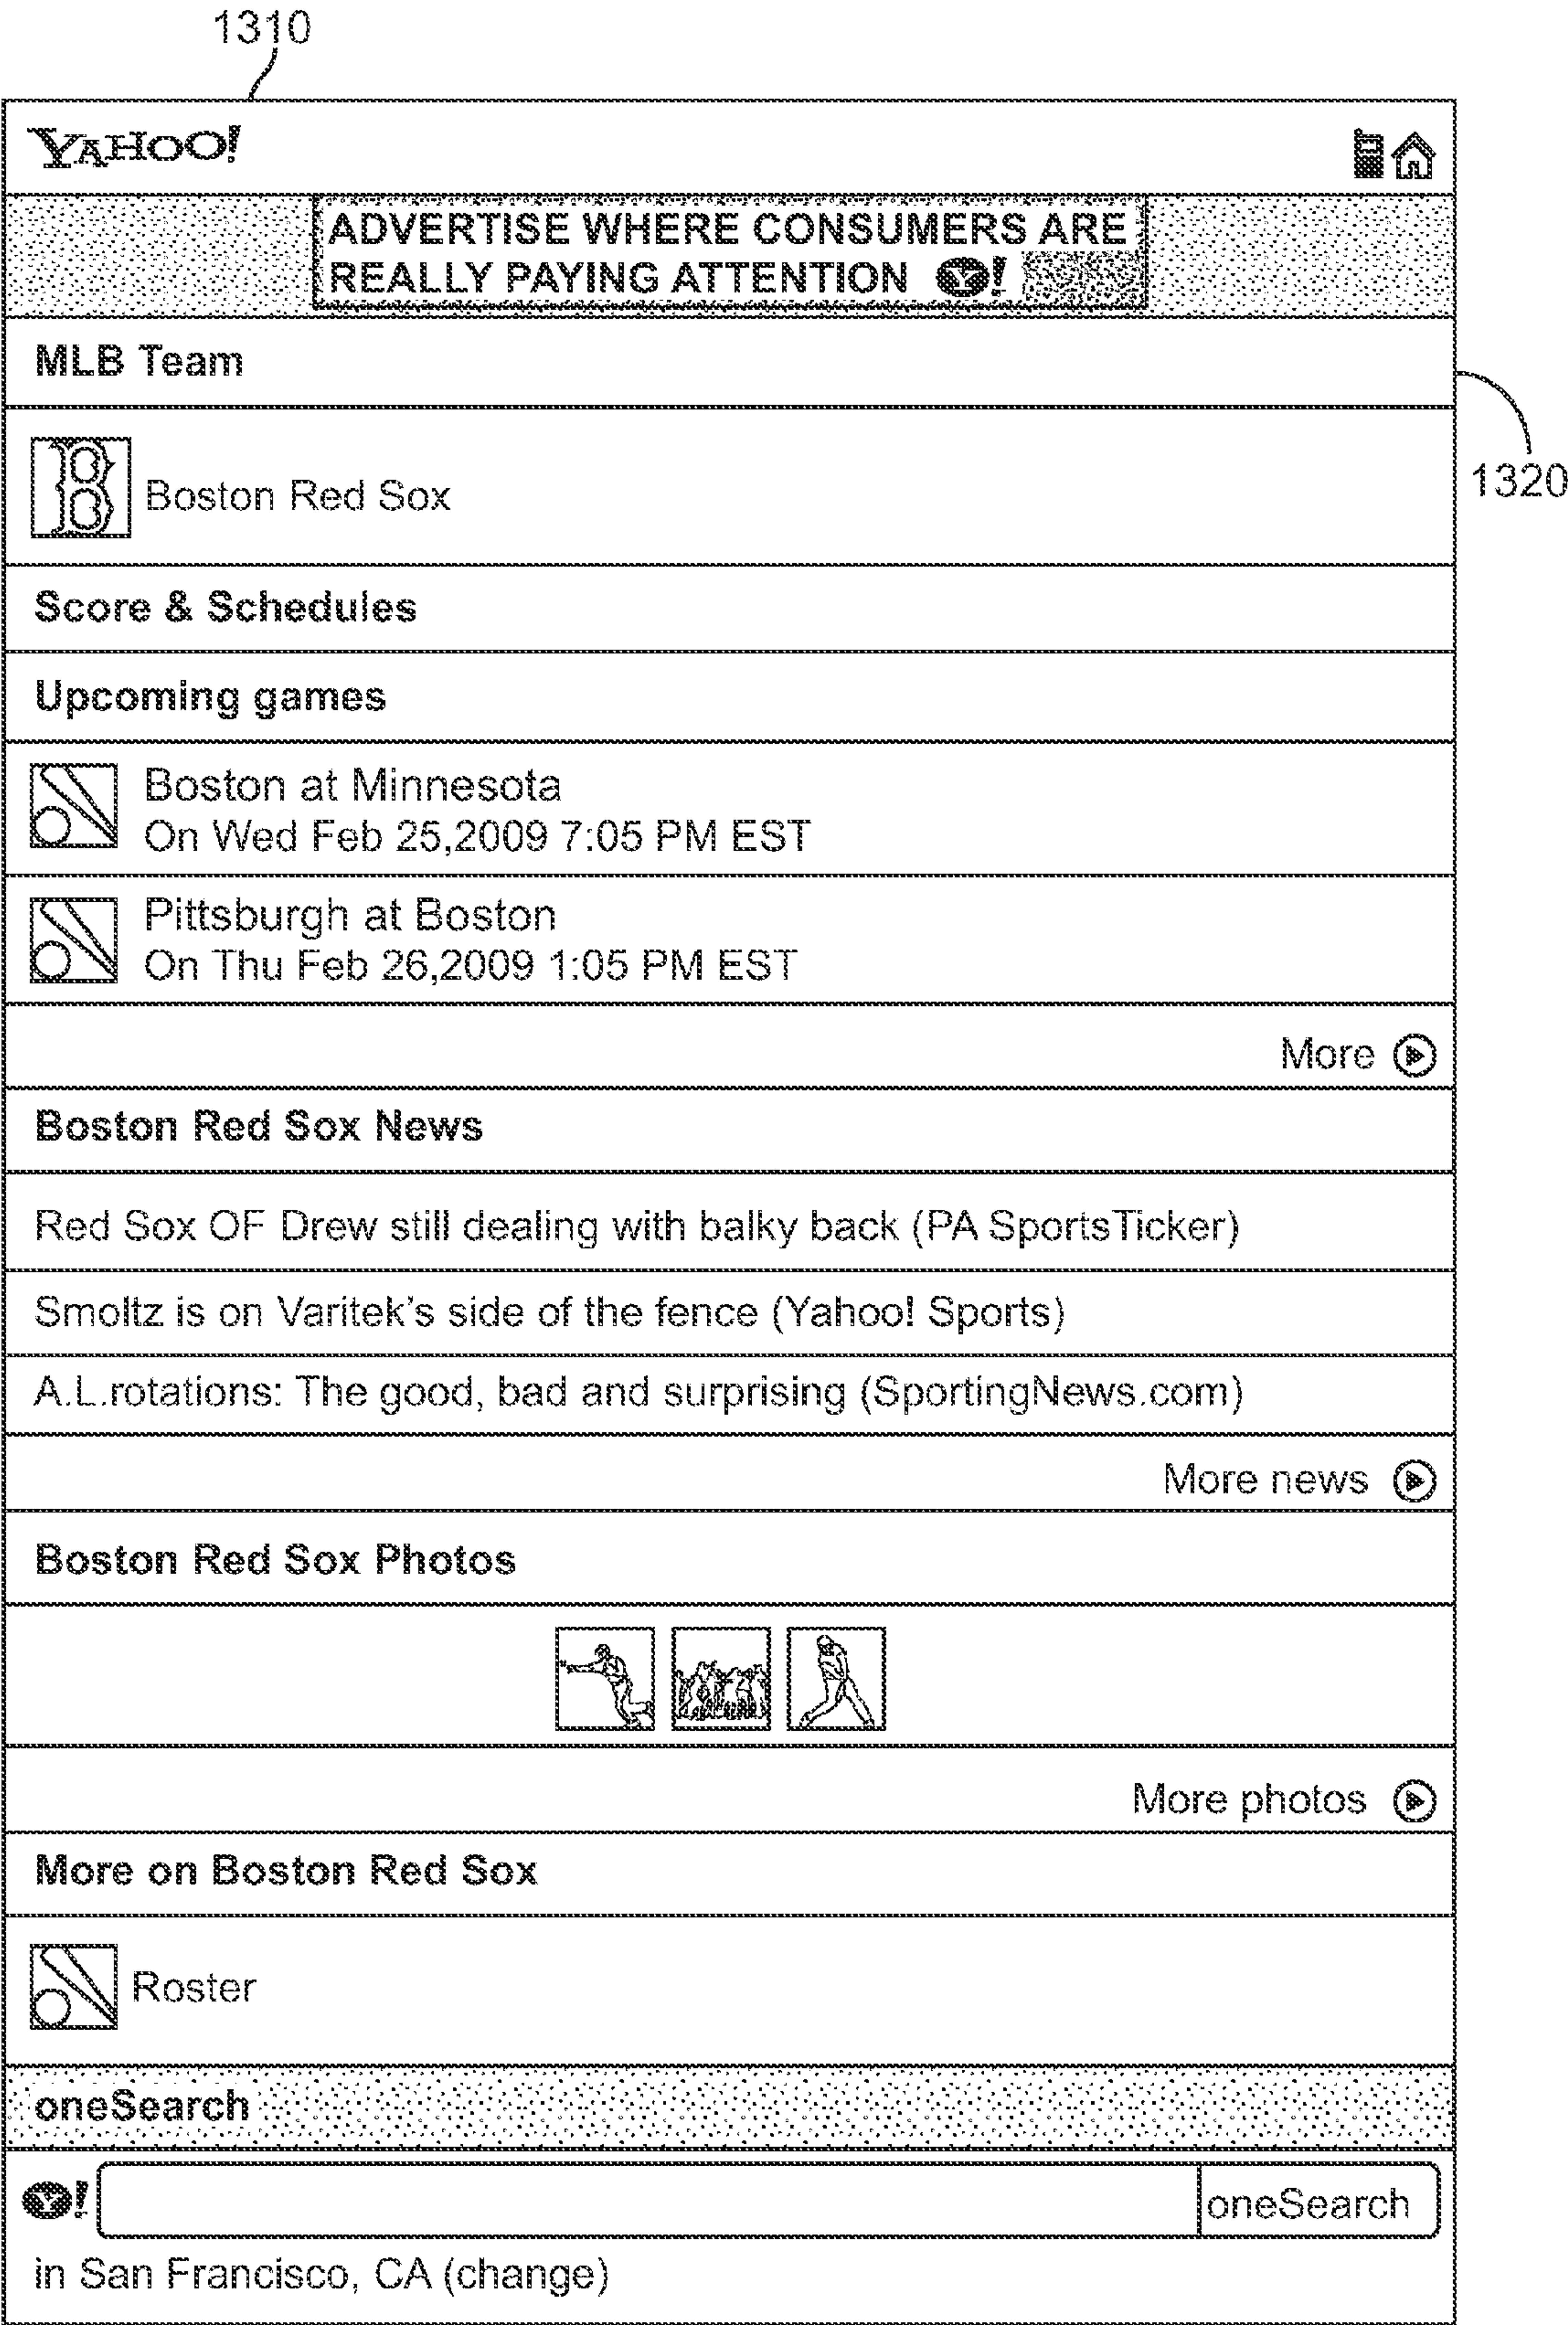 1310
YAHOO!
ADVERTISE WHERE CONSUMERS ARE
REALLY PAYING ATTENTION Y!
MLB Team
1320
B Boston Red Sox
Score & Schedules
Upcoming games
Boston at Minnesota
On Wed Feb 25,2009 7:05 PM EST
Pittsburgh at Boston
On Thu Feb 26,2009 1:05 PM EST
More
Boston Red Sox News
Red Sox OF Drew still dealing with balky back (PA SportsTicker)
Smoltz is on Varitek's side of the fence (Yahoo! Sports)
A.L.rotations: The good, bad and surprising (SportingNews.com)
More news
Boston Red Sox Photos
More photos
More on Boston Red Sox
Roster
oneSearch
Y! oneSearch
in San Francisco, CA (change)